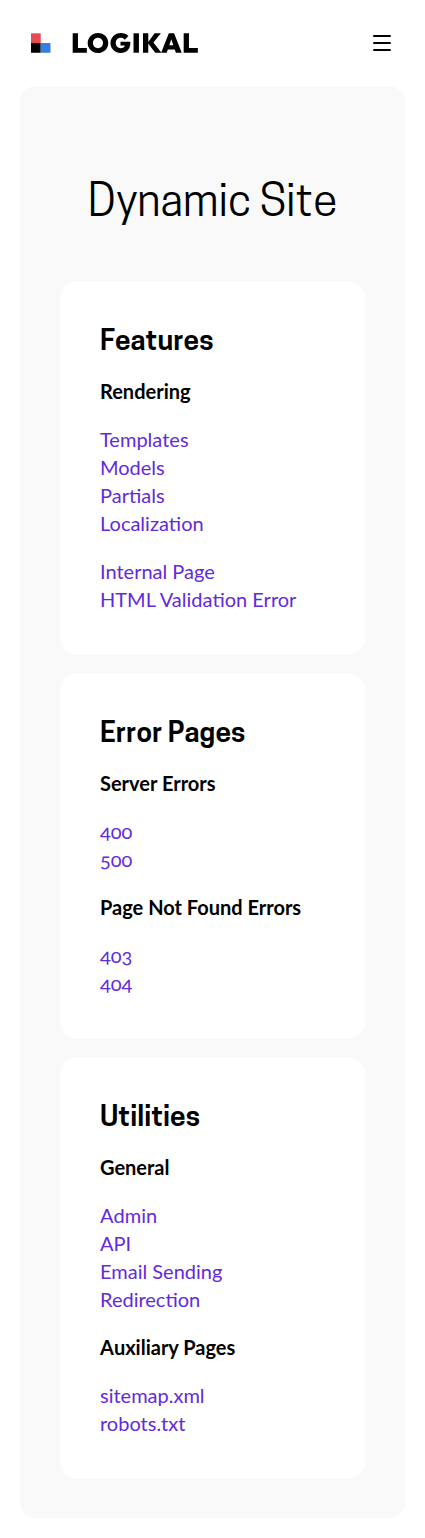 LOGIKAL
Dynamic Site
Features
Rendering
Templates
Models
Partials
Localization
Internal Page
HTML Validation Error
Error Pages
Server Errors
400
500
Page Not Found Errors
403
404
Utilities
General
Admin
API
Email Sending
Redirection
Auxiliary Pages
sitemap.xml
robots.txt